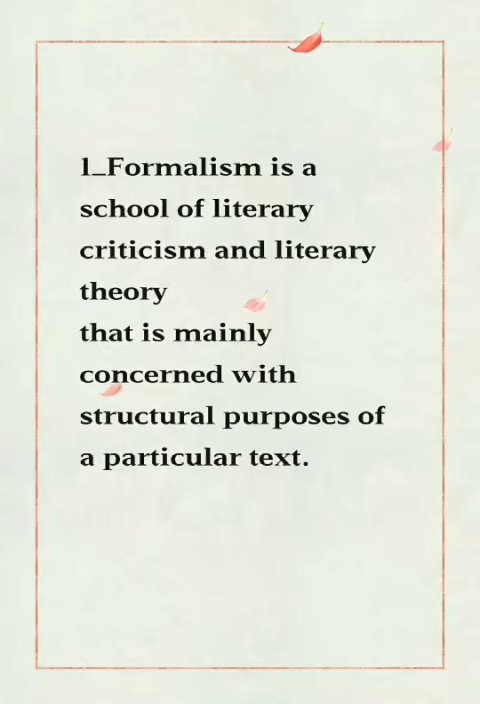 1_Formalism is a
school of literary
criticism and literary
theory
that is mainly
concerned with
structural purposes of
a particular text.